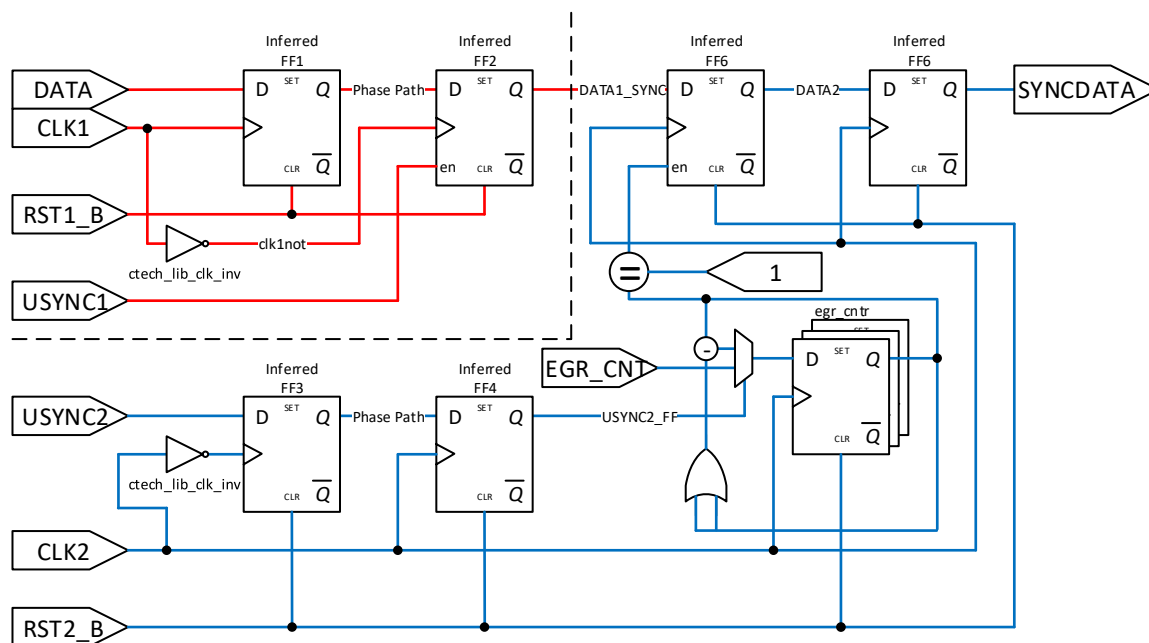 Inferred
FF1
Inferred
FF2
Inferred
FF6
Inferred
FF6
DATA
CLK1
RST1_B
USYNC1
D
SET
Q
CLR
Q
Phase Path
D
SET
Q
en
CLR
Q
clk1not
ctech_lib_clk_inv
DATA1_SYNC
D
SET
Q
en
CLR
Q
DATA2
D
SET
Q
CLR
Q
SYNCDATA
=
1
egr_cntr
SET
EGR_CNT
-
D
SET
Q
CLR
Q
Inferred
FF3
Inferred
FF4
USYNC2
D
SET
Q
CLR
Q
Phase Path
D
SET
Q
CLR
Q
USYNC2_FF
ctech_lib_clk_inv
CLK2
RST2_B